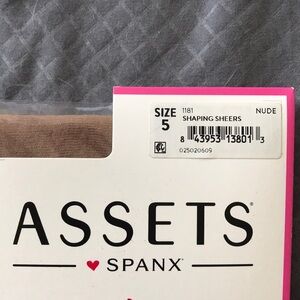 SIZE 5
1181 NUDE
SHAPING SHEERS
8 43953 13801 3
025020609
ASSETS
SPANX